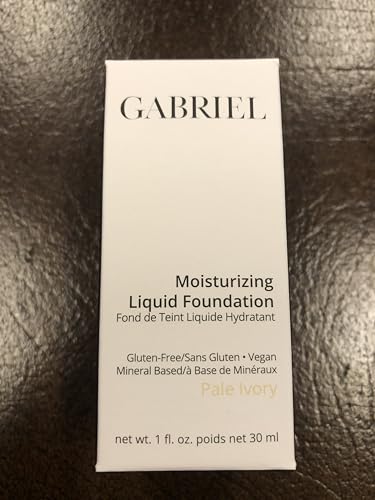 GABRIEL
Moisturizing
Liquid Foundation
Fond de Teint Liquide Hydratant
Gluten-Free/Sans Gluten • Vegan
Mineral Based/à Base de Minéraux
Pale Ivory
net wt. 1 fl. oz. poids net 30 ml